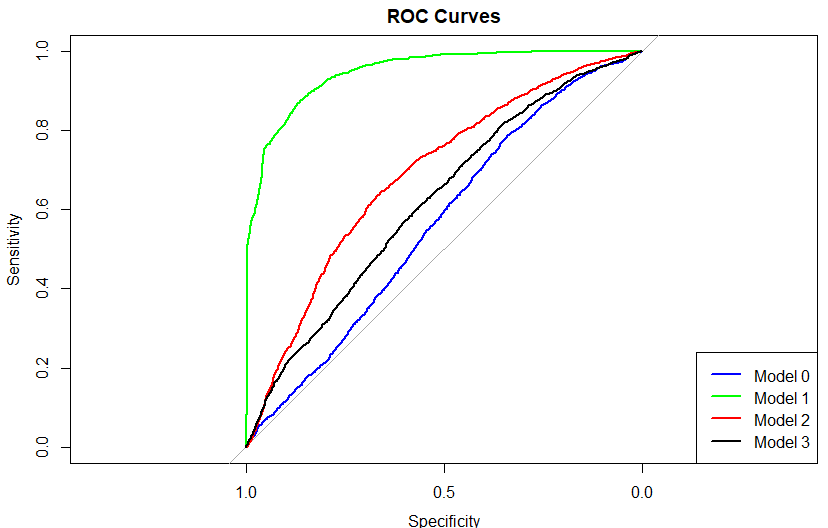 ROC Curves
Sensitivity
1.0
0.8
0.6
0.4
0.2
0.0
1.0 0.5 0.0
Specificity
Model 0
Model 1
Model 2
Model 3